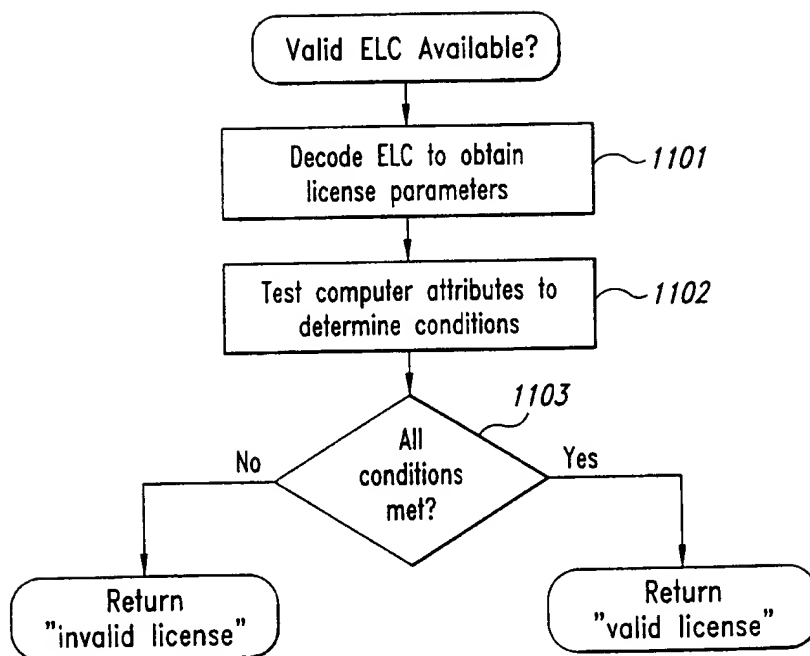 Valid ELC Available?
Decode ELC to obtain
license parameters
1101
Test computer attributes to
determine conditions
1102
1103
All
conditions
met?
No
Yes
Return
"invalid license"
Return
"valid license"